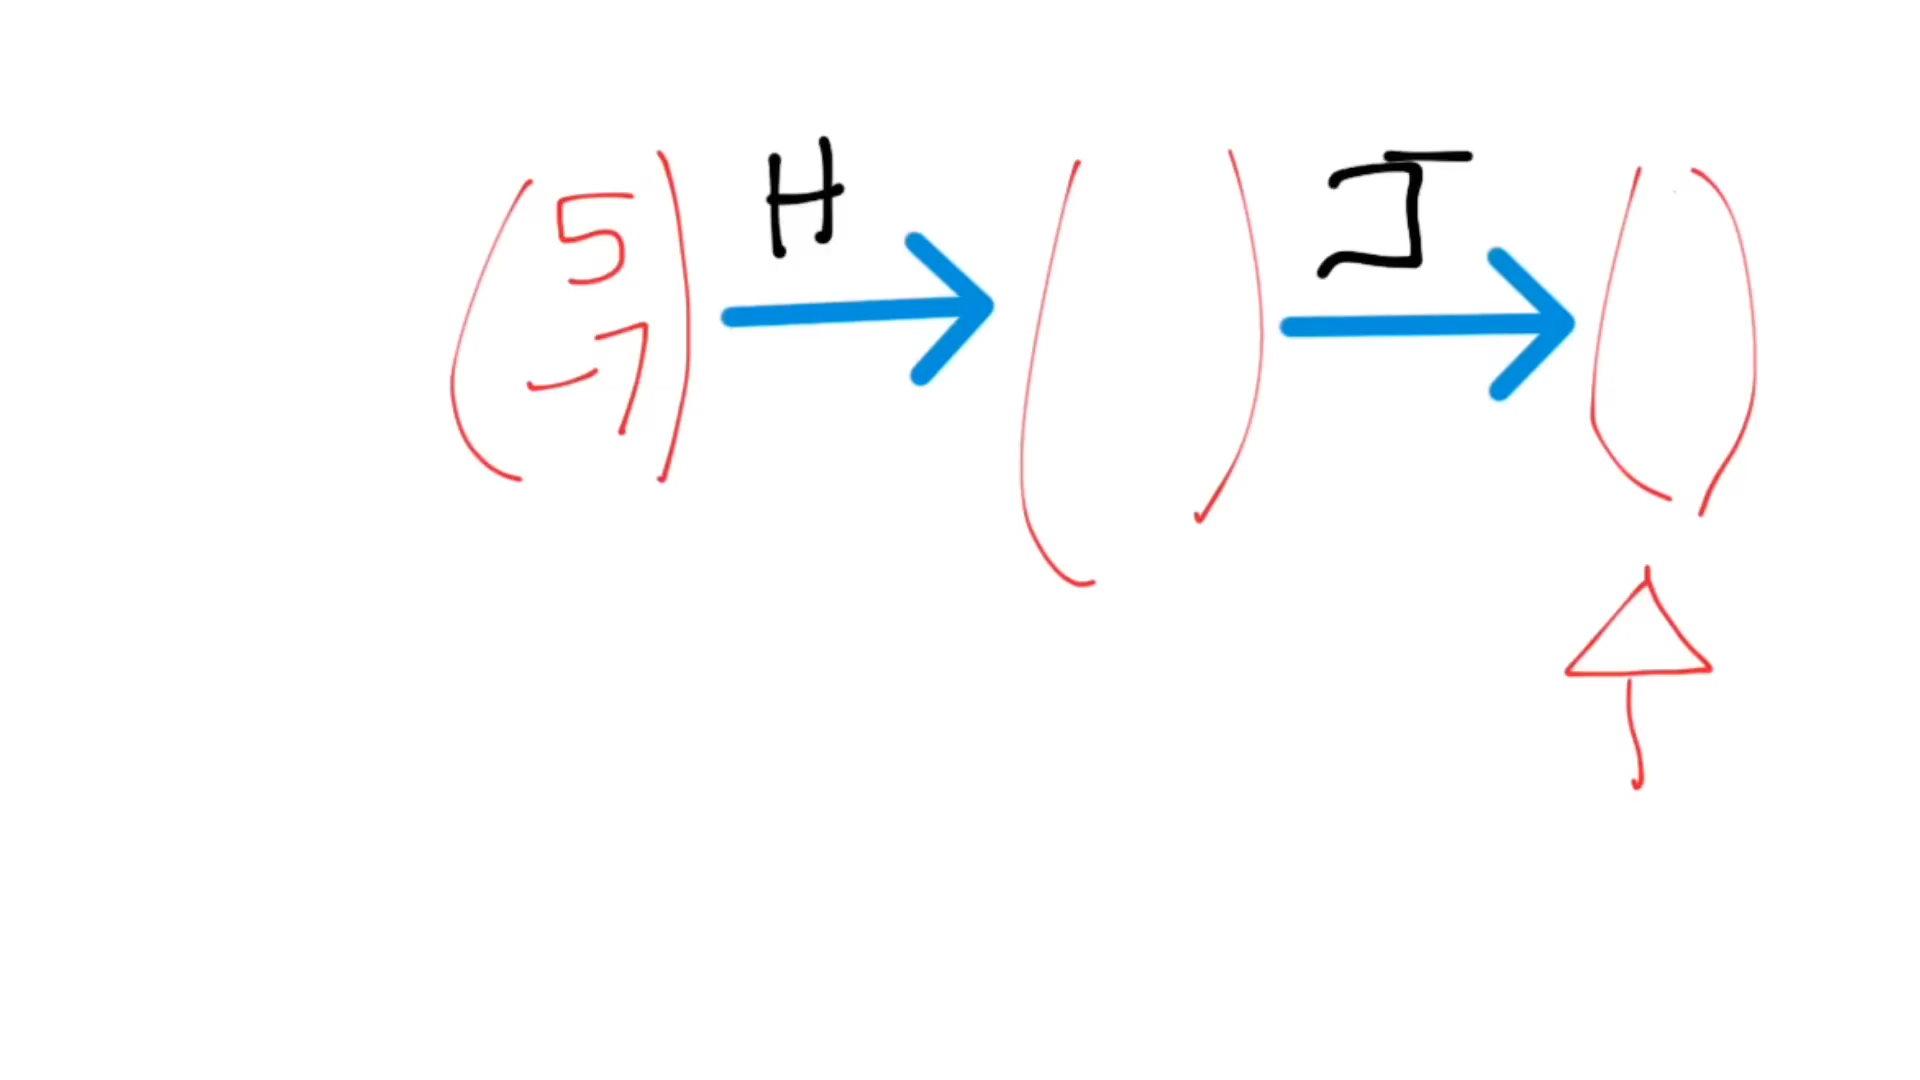 ( 5 -7 ) H → ( ) J → ( )